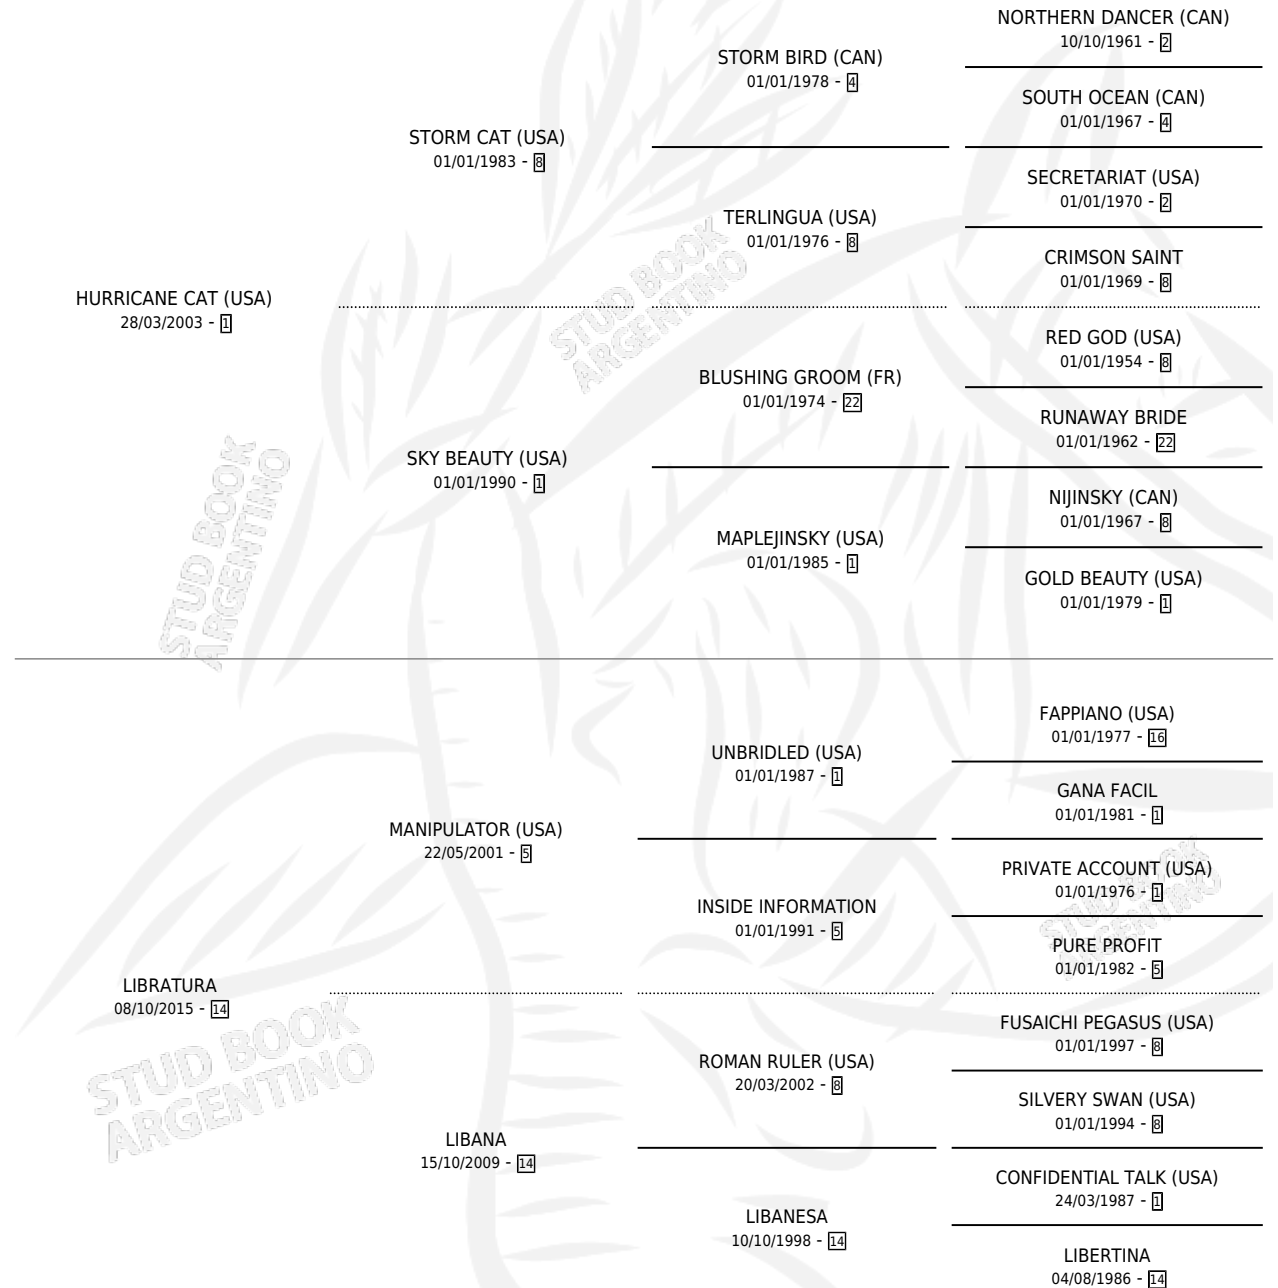 NORTHERN DANCER (CAN)
10/10/1961 - 2
STORM BIRD (CAN)
01/01/1978 - 4
SOUTH OCEAN (CAN)
01/01/1967 - 4
STORM CAT (USA)
01/01/1983 - 8
SECRETARIAT (USA)
01/01/1970 - 2
TERLINGUA (USA)
01/01/1976 - 8
CRIMSON SAINT
01/01/1969 - 8
HURRICANE CAT (USA)
28/03/2003 - 1
RED GOD (USA)
01/01/1954 - 8
BLUSHING GROOM (FR)
01/01/1974 - 22
RUNAWAY BRIDE
01/01/1962 - 22
SKY BEAUTY (USA)
01/01/1990 - 1
NIJINSKY (CAN)
01/01/1967 - 8
MAPLEJINSKY (USA)
01/01/1985 - 1
GOLD BEAUTY (USA)
01/01/1979 - 1
FAPPIANO (USA)
01/01/1977 - 16
UNBRIDLED (USA)
01/01/1987 - 1
GANA FACIL
01/01/1981 - 1
MANIPULATOR (USA)
22/05/2001 - 5
PRIVATE ACCOUNT (USA)
01/01/1976 - 1
INSIDE INFORMATION
01/01/1991 - 5
PURE PROFIT
01/01/1982 - 5
LIBRATURA
08/10/2015 - 14
FUSAICHI PEGASUS (USA)
01/01/1997 - 8
ROMAN RULER (USA)
20/03/2002 - 8
SILVERY SWAN (USA)
01/01/1994 - 8
LIBANA
15/10/2009 - 14
CONFIDENTIAL TALK (USA)
24/03/1987 - 1
LIBANESA
10/10/1998 - 14
LIBERTINA
04/08/1986 - 14
STUD BOOK
ARGENTINO
STUD BOOK
ARGENTINO
STUD BOOK
ARGENTINO
STUD BOOK
ARGENTINO